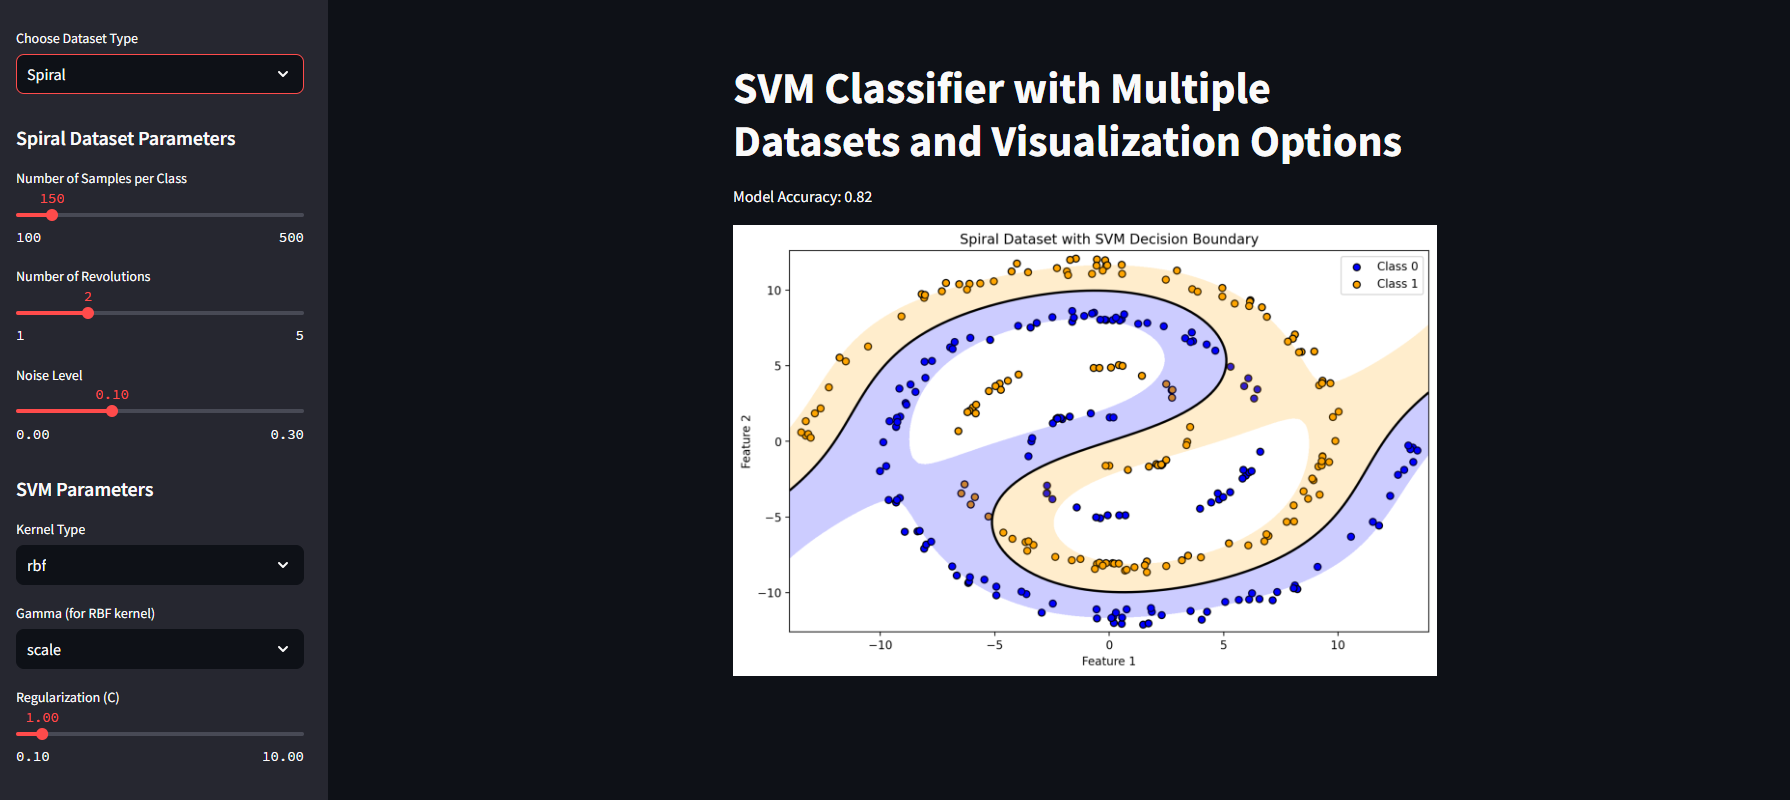 Choose Dataset Type
Spiral
Spiral Dataset Parameters
Number of Samples per Class
150
100 500
Number of Revolutions
2
1 5
Noise Level
0.10
0.00 0.30
SVM Parameters
Kernel Type
rbf
Gamma (for RBF kernel)
scale
Regularization (C)
1.00
0.10 10.00
SVM Classifier with Multiple
Datasets and Visualization Options
Model Accuracy: 0.82
Spiral Dataset with SVM Decision Boundary
Class 0
Class 1
10
5
0
−5
−10
Feature 2
−10 −5 0 5 10
Feature 1